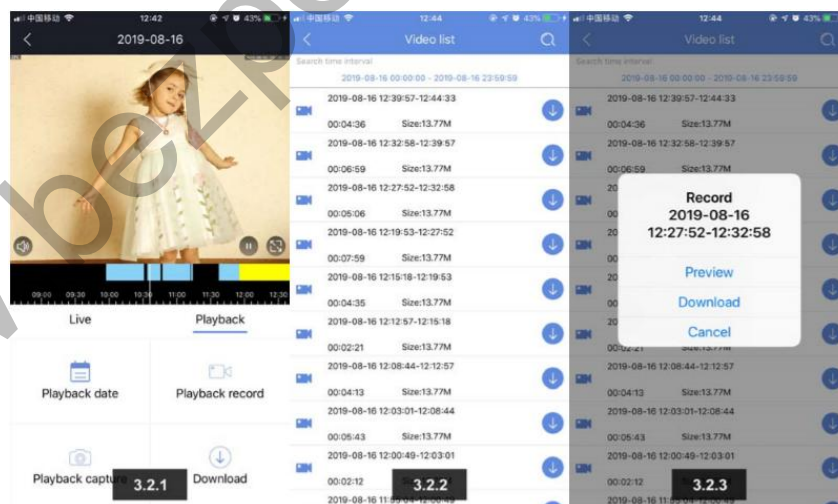 中国移动 12:42 43%
2019-08-16
09:00 09:30 10:00 10:30 11:00 11:30 12:00 12:30
Live Playback
Playback date Playback record
Playback capture Download
3.2.1
中国移动 12:44 43%
Video list
Search time interval
2019-08-16 00:00:00 - 2019-08-16 23:59:59
2019-08-16 12:39:57-12:44:33
00:04:36 Size:13.77M
2019-08-16 12:32:58-12:39:57
00:06:59 Size:13.77M
2019-08-16 12:27:52-12:32:58
00:05:06 Size:13.77M
2019-08-16 12:19:53-12:27:52
00:07:59 Size:13.77M
2019-08-16 12:15:18-12:19:53
00:04:35 Size:13.77M
2019-08-16 12:12:57-12:15:18
00:02:21 Size:13.77M
2019-08-16 12:08:44-12:12:57
00:04:13 Size:13.77M
2019-08-16 12:03:01-12:08:44
00:05:43 Size:13.77M
2019-08-16 12:00:49-12:03:01
00:02:12
3.2.2
中国移动 12:44 43%
Video list
Search time interval
2019-08-16 00:00:00 - 2019-08-16 23:59:59
2019-08-16 12:39:57-12:44:33
00:04:36 Size:13.77M
2019-08-16 12:32:58-12:39:57
00:06:59 Size:13.77M
Record
2019-08-16
12:27:52-12:32:58
Preview
Download
Cancel
00:02:21 Size:13.77M
2019-08-16 12:08:44-12:12:57
00:04:13 Size:13.77M
2019-08-16 12:03:01-12:08:44
00:05:43 Size:13.77M
2019-08-16 12:00:49-12:03:01
00:02:12
3.2.3